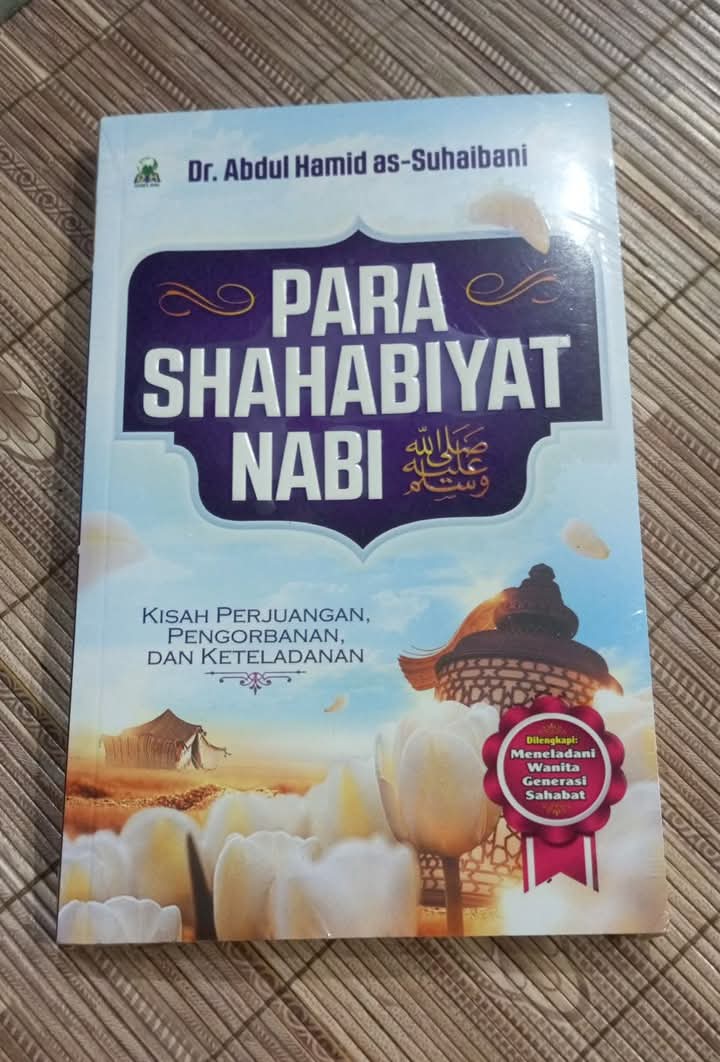 Dr. Abdul Hamid as-Suhaibani
PARA
SHAHABIYAT
NABI ﷺ
KISAH PERJUANGAN,
PENGORBANAN,
DAN KETELADANAN
Dilengkapi:
Meneladani
Wanita
Generasi
Sahabat